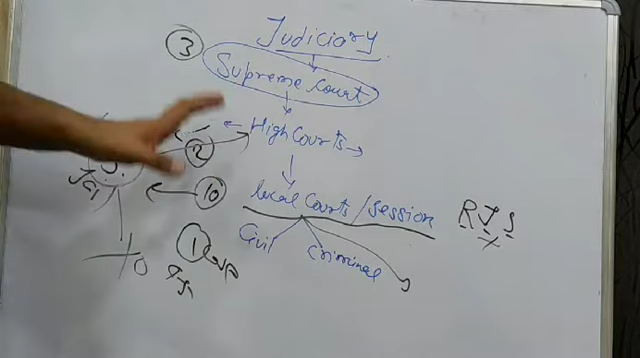 Judiciary
3
Supreme court
High Courts
2
10
local Courts / Session
RJS
Civil
Criminal
1